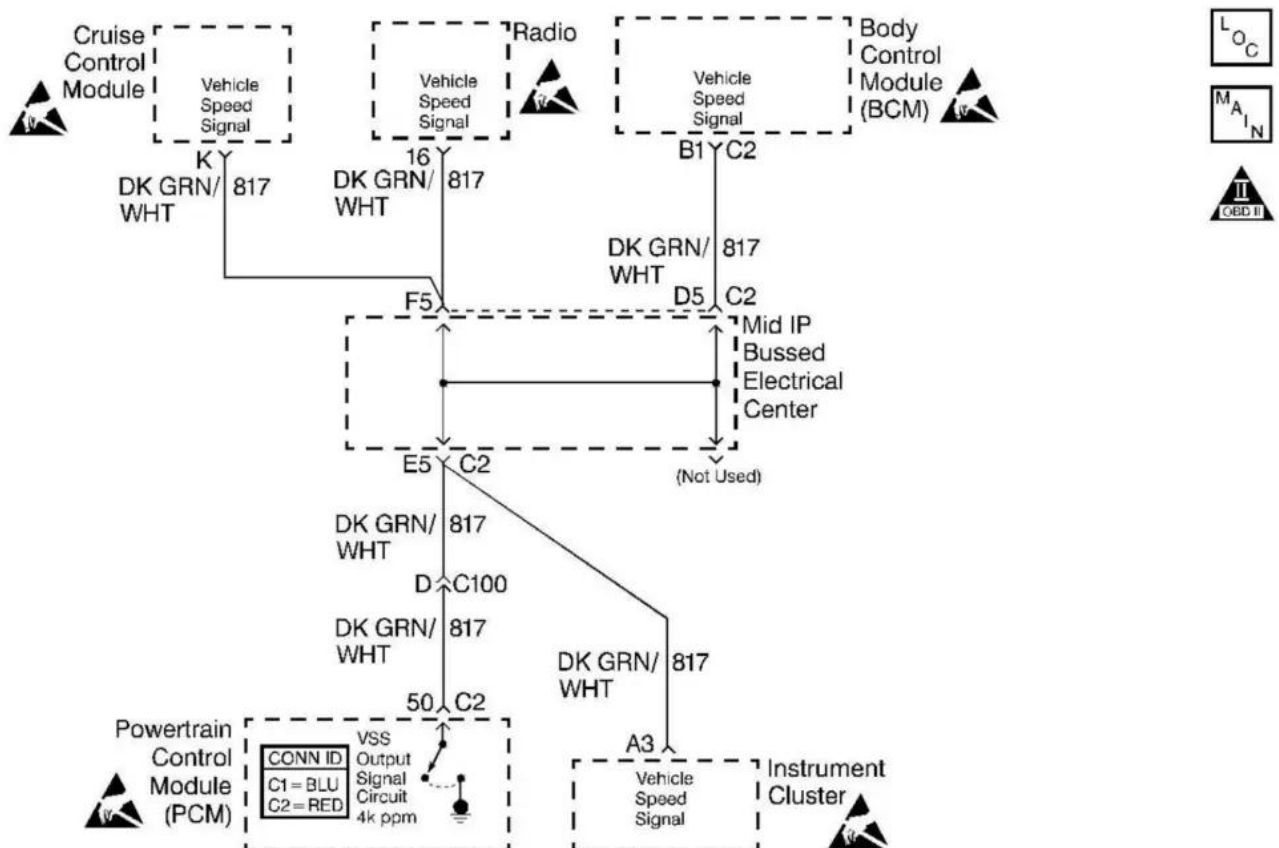 Cruise
Control
Module
Vehicle
Speed
Signal
Radio
Vehicle
Speed
Signal
Body
Control
Module
(BCM)
Vehicle
Speed
Signal
LOC
MAIN
II
OBD II
K
DK GRN/ 817
WHT
16
DK GRN/ 817
WHT
B1 C2
DK GRN/ 817
WHT
F5
D5 C2
Mid IP
Bussed
Electrical
Center
E5 C2
(Not Used)
DK GRN/ 817
WHT
D C100
DK GRN/ 817
WHT
DK GRN/ 817
WHT
50 C2
A3
Powertrain
Control
Module
(PCM)
CONN ID
C1=BLU
C2=RED
VSS
Output
Signal
Circuit
4k ppm
Vehicle
Speed
Signal
Instrument
Cluster